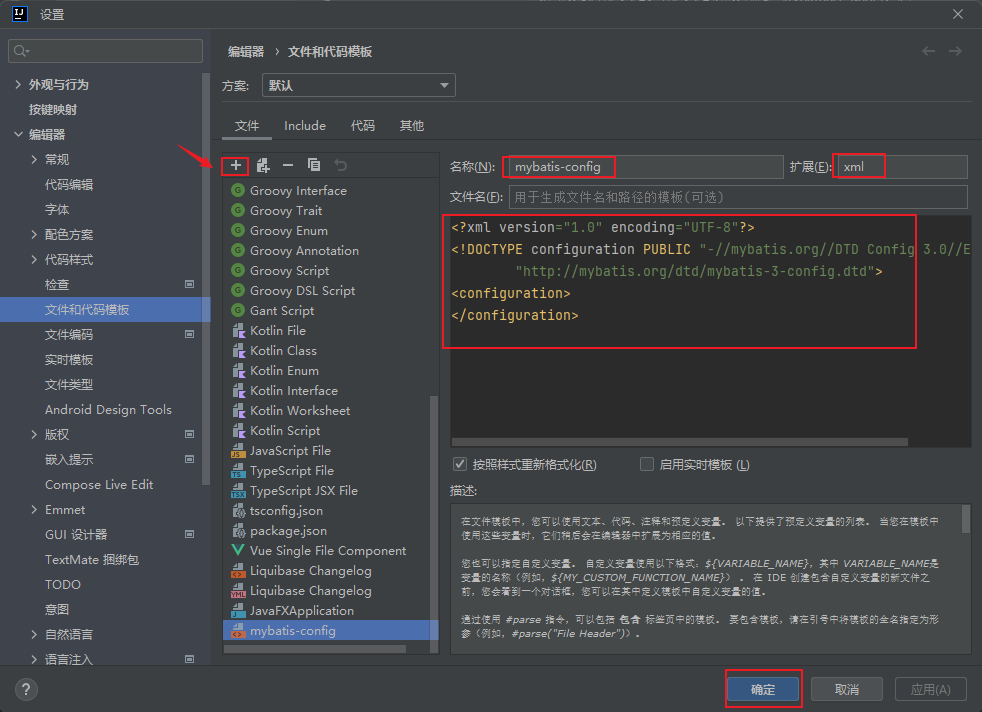 设置
编辑器 › 文件和代码模板
方案: 默认
外观与行为
按键映射
编辑器
常规
代码编辑
字体
配色方案
代码样式
检查
文件和代码模板
文件编码
实时模板
文件类型
Android Design Tools
版权
嵌入提示
Compose Live Edit
Emmet
GUI 设计器
TextMate 捆绑包
TODO
意图
自然语言
语言注入
文件 Include 代码 其他
Groovy Interface
Groovy Trait
Groovy Enum
Groovy Annotation
Groovy Script
Groovy DSL Script
Gant Script
Kotlin File
Kotlin Class
Kotlin Enum
Kotlin Interface
Kotlin Worksheet
Kotlin Script
JavaScript File
TypeScript File
TypeScript JSX File
tsconfig.json
package.json
Vue Single File Component
Liquibase Changelog
Liquibase Changelog
JavaFXApplication
mybatis-config
名称(N): mybatis-config 扩展(E): xml
文件名(F): 用于生成文件名和路径的模板(可选)
<?xml version="1.0" encoding="UTF-8"?>
<!DOCTYPE configuration PUBLIC "-//mybatis.org//DTD Config 3.0//E
"http://mybatis.org/dtd/mybatis-3-config.dtd">
<configuration>
</configuration>
按照样式重新格式化(R) 启用实时模板 (L)
描述:
在文件模板中，您可以使用文本、代码、注释和预定义变量。 以下提供了预定义变量的列表。 当您在模板中
使用这些变量时，它们稍后会在编辑器中扩展为相应的值。
您也可以指定自定义变量。 自定义变量使用以下格式：${VARIABLE_NAME}，其中 VARIABLE_NAME是
变量的名称（例如，${MY_CUSTOM_FUNCTION_NAME}）。 在 IDE 创建包含自定义变量的新文件之
前，您会看到一个对话框，您可以在其中定义模板中自定义变量的值。
通过使用 #parse 指令，可以包括 包含 标签页中的模板。 要包含模板，请在引号中将模板的全名指定为形
参（例如，#parse("File Header")）。
? 确定 取消 应用(A)